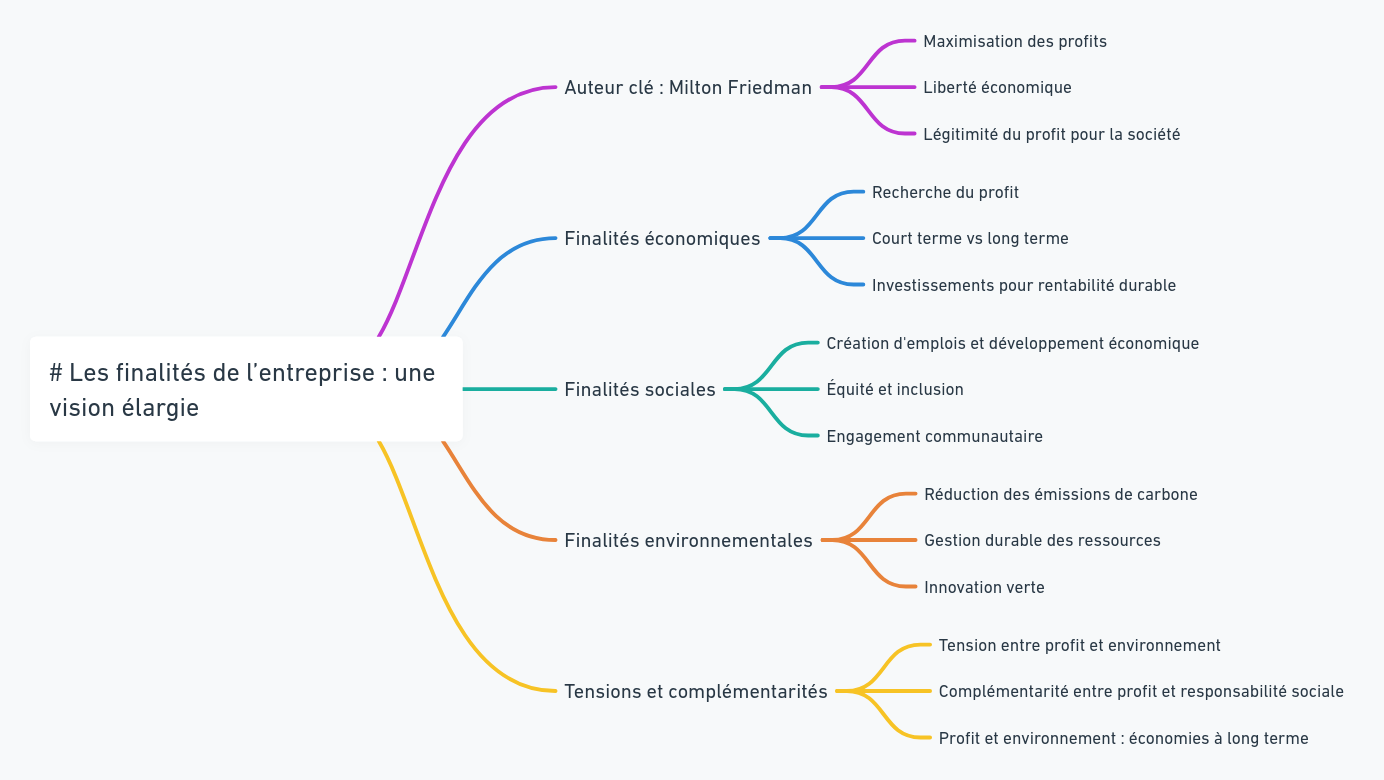 # Les finalités de l’entreprise : une
vision élargie
Auteur clé : Milton Friedman
Maximisation des profits
Liberté économique
Légitimité du profit pour la société
Finalités économiques
Recherche du profit
Court terme vs long terme
Investissements pour rentabilité durable
Finalités sociales
Création d'emplois et développement économique
Équité et inclusion
Engagement communautaire
Finalités environnementales
Réduction des émissions de carbone
Gestion durable des ressources
Innovation verte
Tensions et complémentarités
Tension entre profit et environnement
Complémentarité entre profit et responsabilité sociale
Profit et environnement : économies à long terme